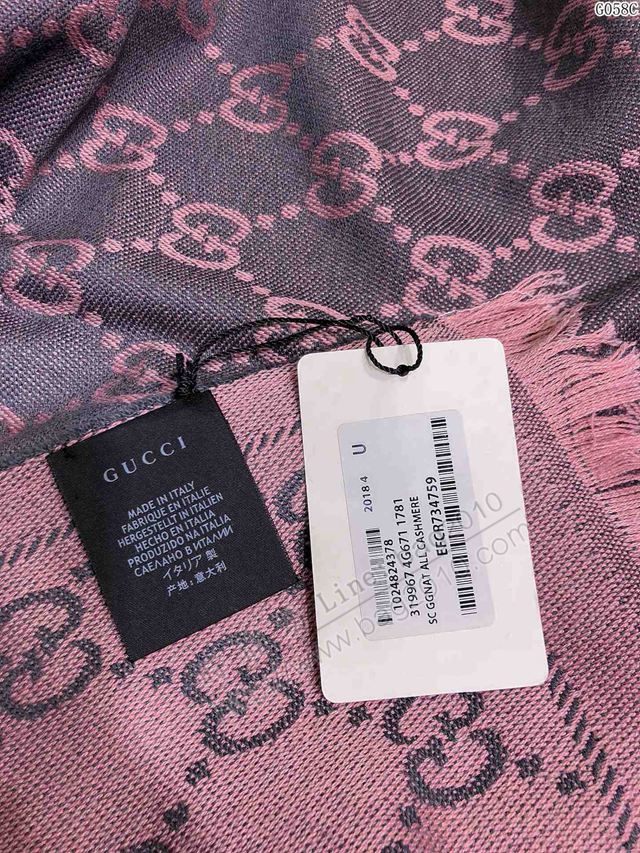 G058C
GUCCI
MADE IN ITALY
FABRIQUE EN ITALIE
HERGESTELLT IN ITALIEN
HECHO EN ITALIA
PRODUZIDO NA ITALIA
СДЕЛАНО В ИТАЛИИ
イタリア 製
产地: 意大利
2018 4
U
1024824378
319967 4G671 1781
SC GGNAT ALL CASHMERE
EFCR734759